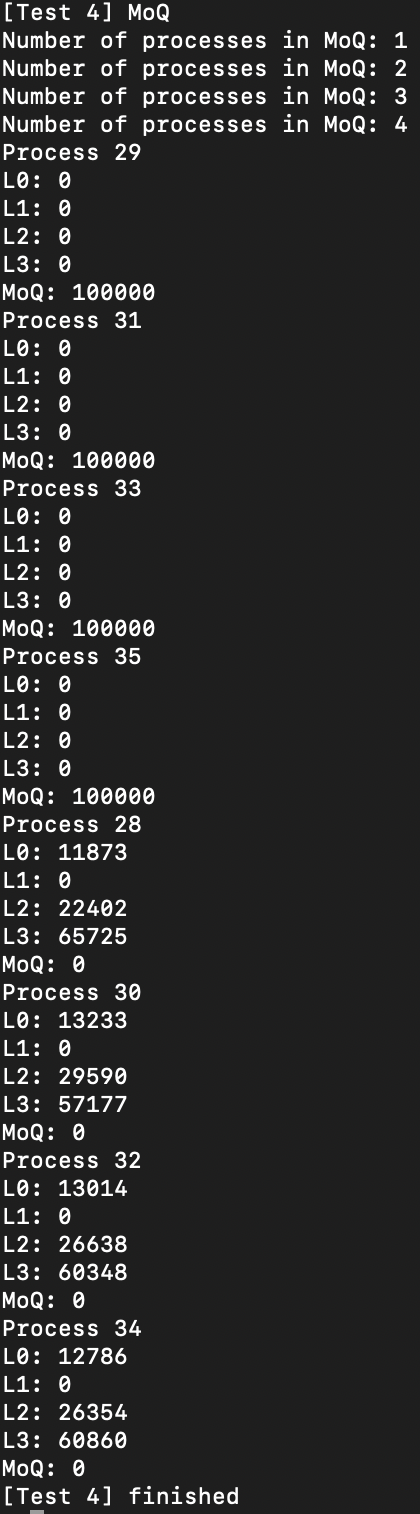 [Test 4] MoQ
Number of processes in MoQ: 1
Number of processes in MoQ: 2
Number of processes in MoQ: 3
Number of processes in MoQ: 4
Process 29
L0: 0
L1: 0
L2: 0
L3: 0
MoQ: 100000
Process 31
L0: 0
L1: 0
L2: 0
L3: 0
MoQ: 100000
Process 33
L0: 0
L1: 0
L2: 0
L3: 0
MoQ: 100000
Process 35
L0: 0
L1: 0
L2: 0
L3: 0
MoQ: 100000
Process 28
L0: 11873
L1: 0
L2: 22402
L3: 65725
MoQ: 0
Process 30
L0: 13233
L1: 0
L2: 29590
L3: 57177
MoQ: 0
Process 32
L0: 13014
L1: 0
L2: 26638
L3: 60348
MoQ: 0
Process 34
L0: 12786
L1: 0
L2: 26354
L3: 60860
MoQ: 0
[Test 4] finished